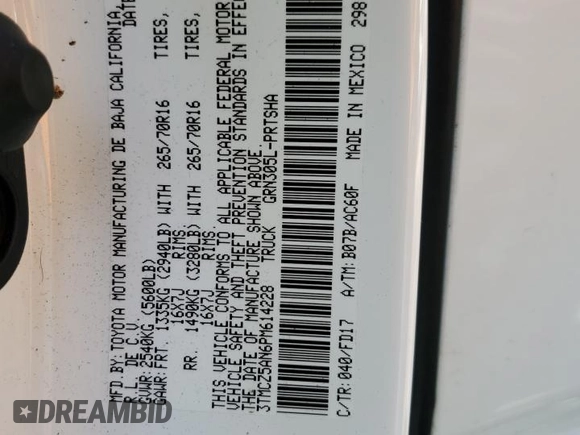 MFD.BY:TOYOTA MOTOR MANUFACTURING DE BAJA CALIFORNIA,
R.L. DE C.V. DATE
GVWR: 2540KG (5600LB)
GAWR:FRT. 1335KG (2940LB) WITH 265/70R16 TIRES,
16X7J RIMS,
RR. 1490KG (3280LB) WITH 265/70R16 TIRES,
16X7J RIMS,
THIS VEHICLE CONFORMS TO ALL APPLICABLE FEDERAL MOTOR
VEHICLE SAFETY AND THEFT PREVENTION STANDARDS IN EFFE
THE DATE OF MANUFACTURE SHOWN ABOVE.
3TMCZ5AN6PM614228 TRUCK GRN305L-PRTSHA
C/TR: 040/FD17 A/TM: B07B/AC60F MADE IN MEXICO 298
DREAMBID